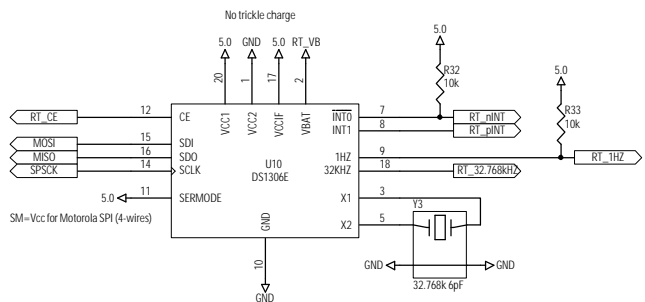 No trickle charge
5.0 GND 5.0 RT_VB
5.0
5.0
20 1 17 2
R32
10k
R33
10k
VCC1 VCC2 VCCIF VBAT
RT_CE 12 CE
INT0 7 RT_nINT
INT1 8 RT_pINT
MOSI 15 SDI
MISO 16 SDO
SPSCK 14 SCLK
U10
DS1306E
1HZ 9 RT_1HZ
32KHZ 18 RT_32.768kHZ
5.0 11 SERMODE
X1 3
X2 5
Y3
SM=Vcc for Motorola SPI (4-wires)
GND
10
GND
GND GND
32.768k 6pF